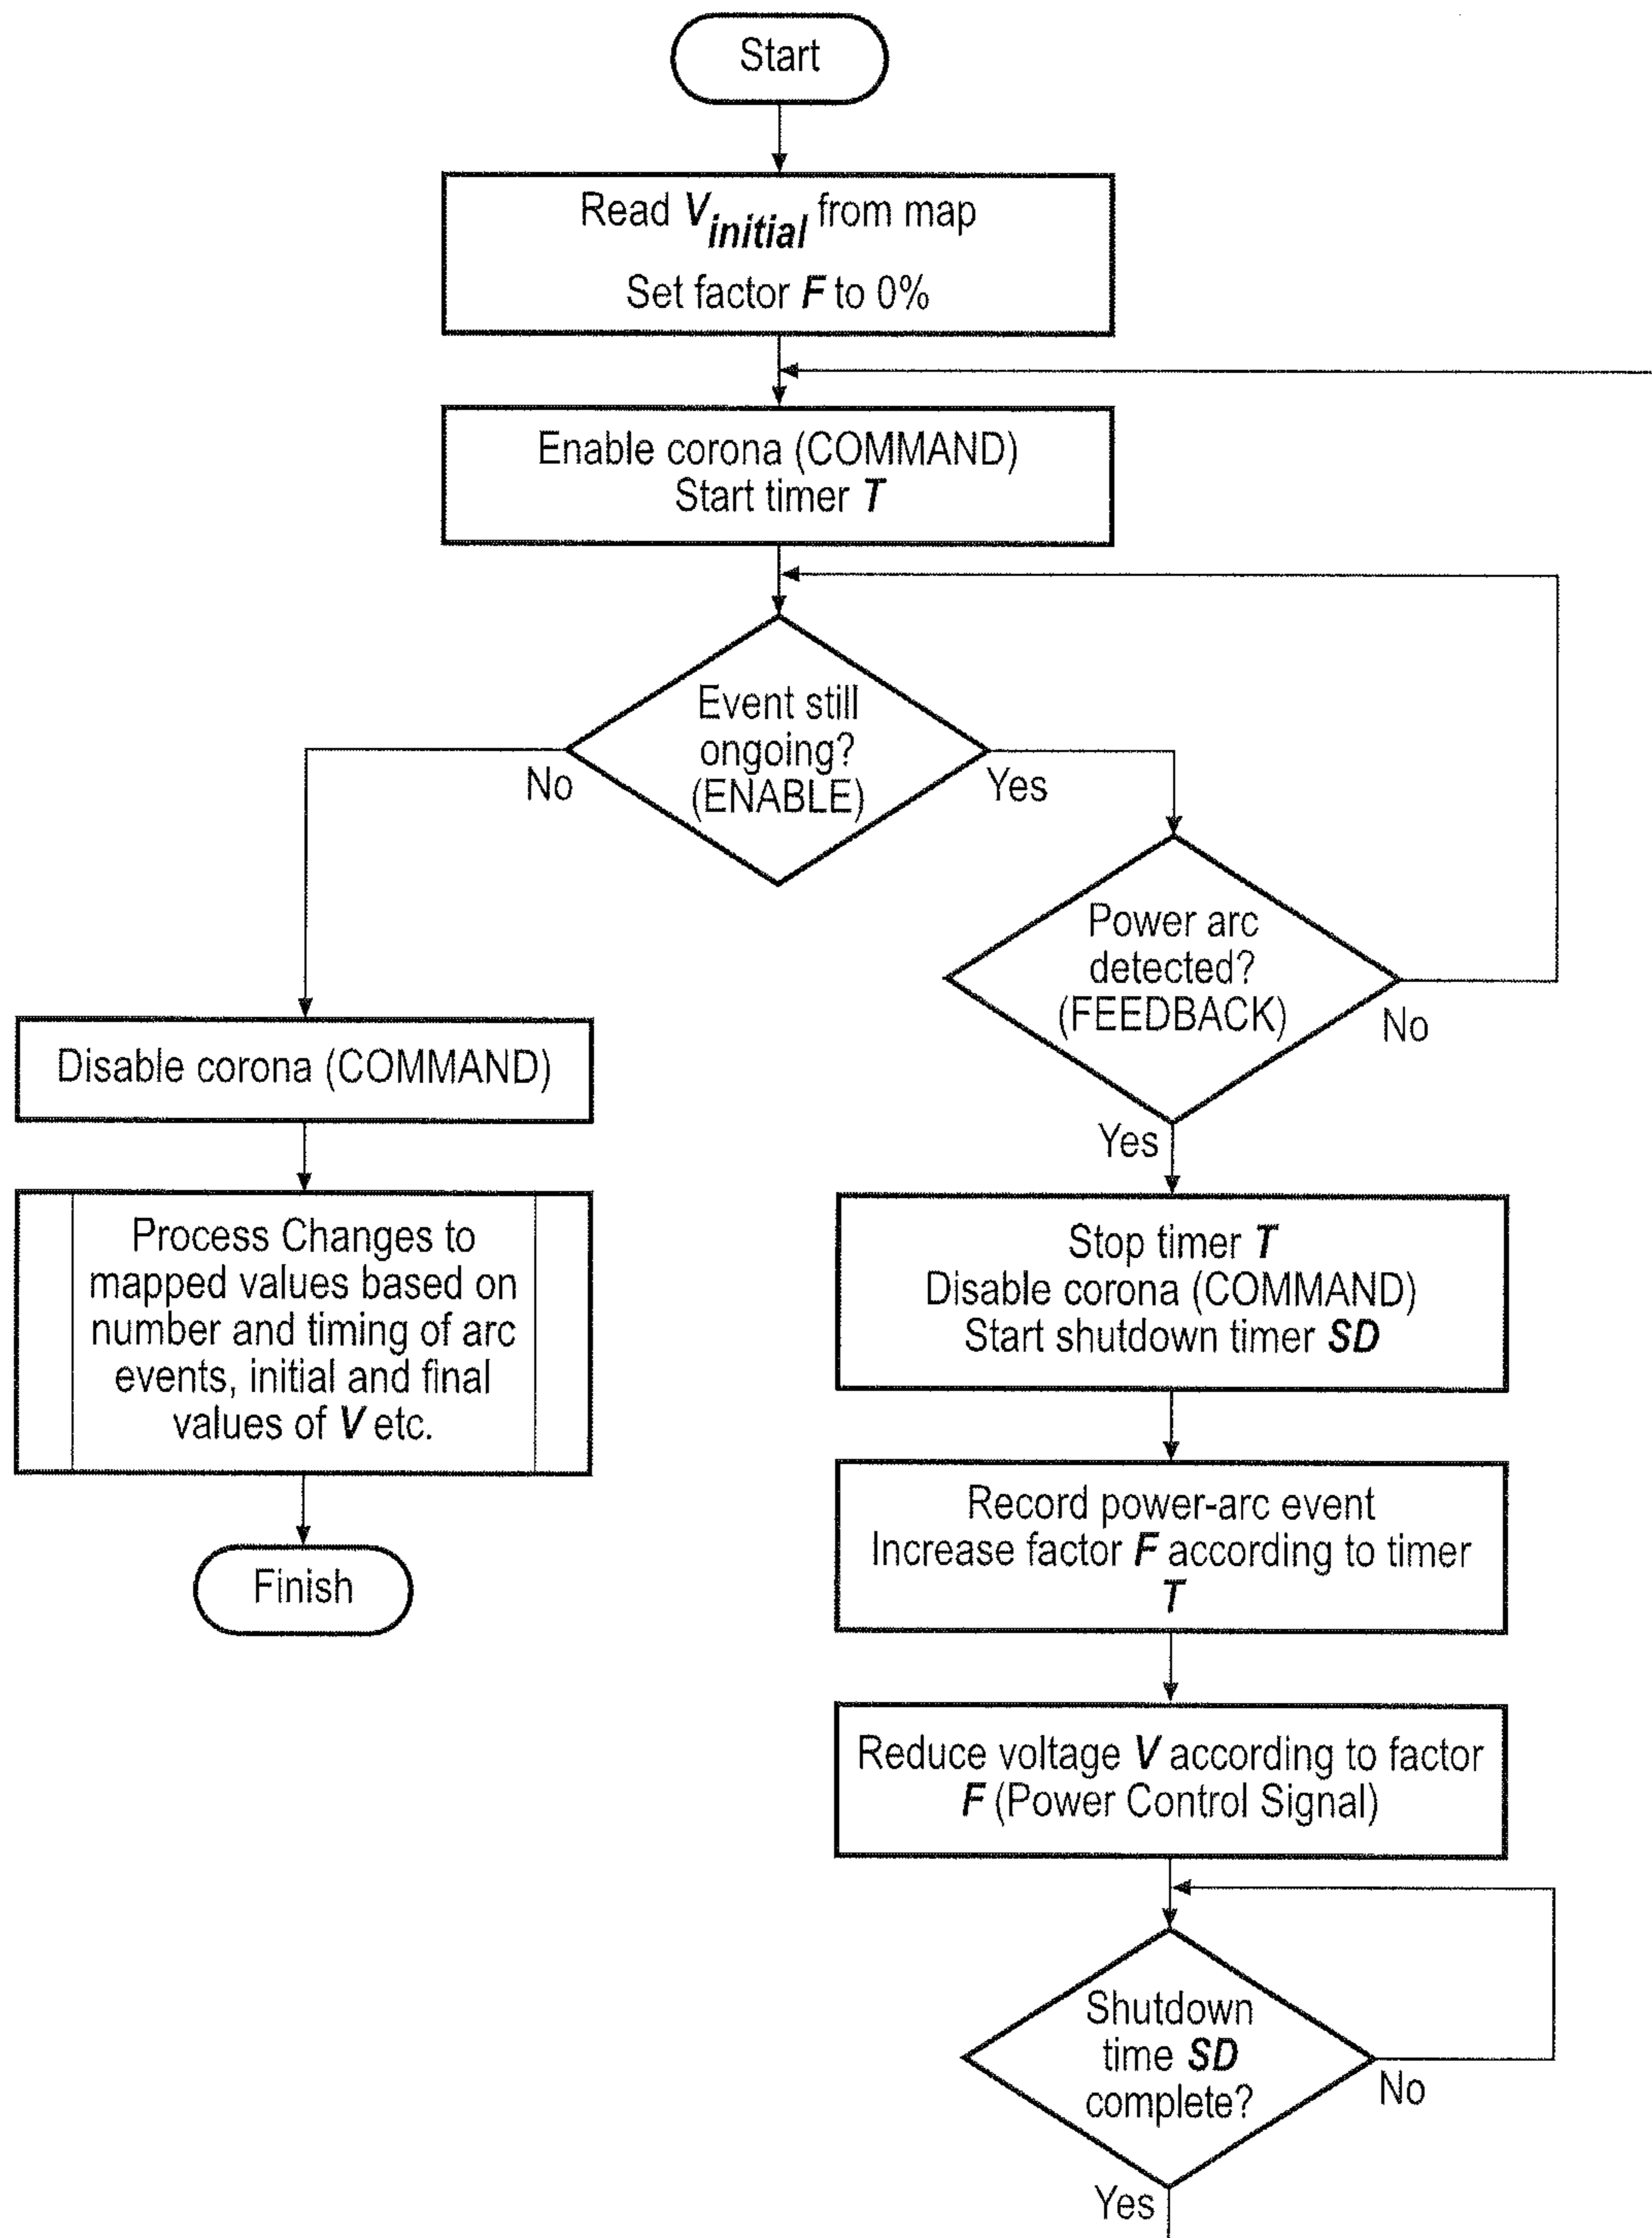 Start
Read V initial from map
Set factor F to 0%
Enable corona (COMMAND)
Start timer T
Event still
ongoing?
(ENABLE)
No
Yes
Power arc
detected?
(FEEDBACK)
No
Yes
Disable corona (COMMAND)
Process Changes to
mapped values based on
number and timing of arc
events, initial and final
values of V etc.
Finish
Stop timer T
Disable corona (COMMAND)
Start shutdown timer SD
Record power-arc event
Increase factor F according to timer
T
Reduce voltage V according to factor
F (Power Control Signal)
Shutdown
time SD
complete?
No
Yes